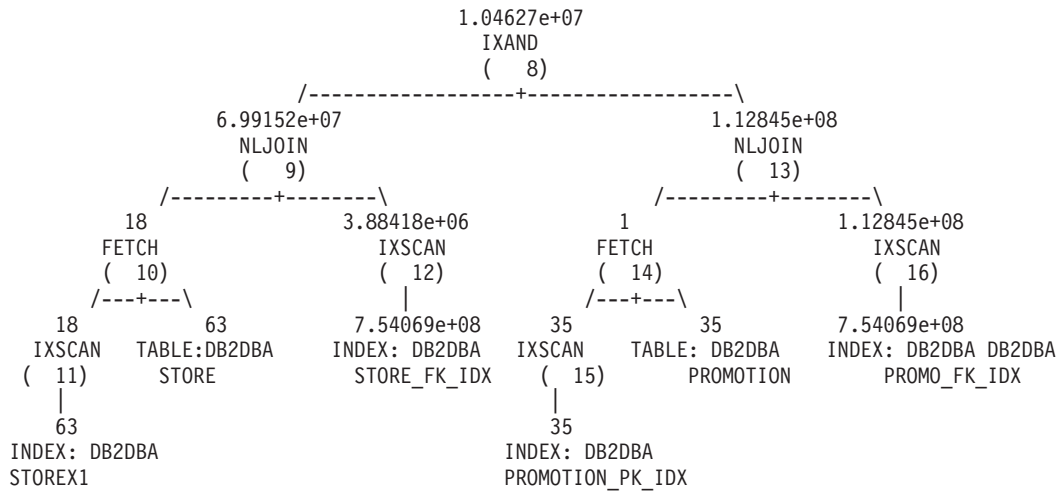 1.04627e+07
IXAND
( 8)
/------------------+------------------\
6.99152e+07 1.12845e+08
NLJOIN NLJOIN
( 9) ( 13)
/---------+--------\ /---------+--------\
18 3.88418e+06 1 1.12845e+08
FETCH IXSCAN FETCH IXSCAN
( 10) ( 12) ( 14) ( 16)
/---+---\ | /---+---\ |
18 63 7.54069e+08 35 35 7.54069e+08
IXSCAN TABLE:DB2DBA INDEX: DB2DBA IXSCAN TABLE: DB2DBA INDEX: DB2DBA DB2DBA
( 11) STORE STORE_FK_IDX ( 15) PROMOTION PROMO_FK_IDX
| |
63 35
INDEX: DB2DBA INDEX: DB2DBA
STOREX1 PROMOTION_PK_IDX